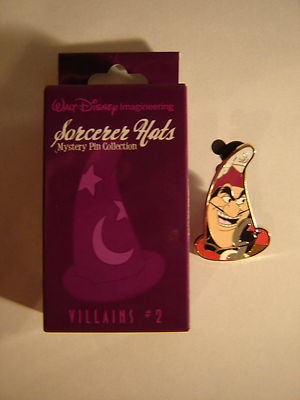 Walt Disney Imagineering
Sorcerer Hats
Mystery Pin Collection
VILLAINS #2